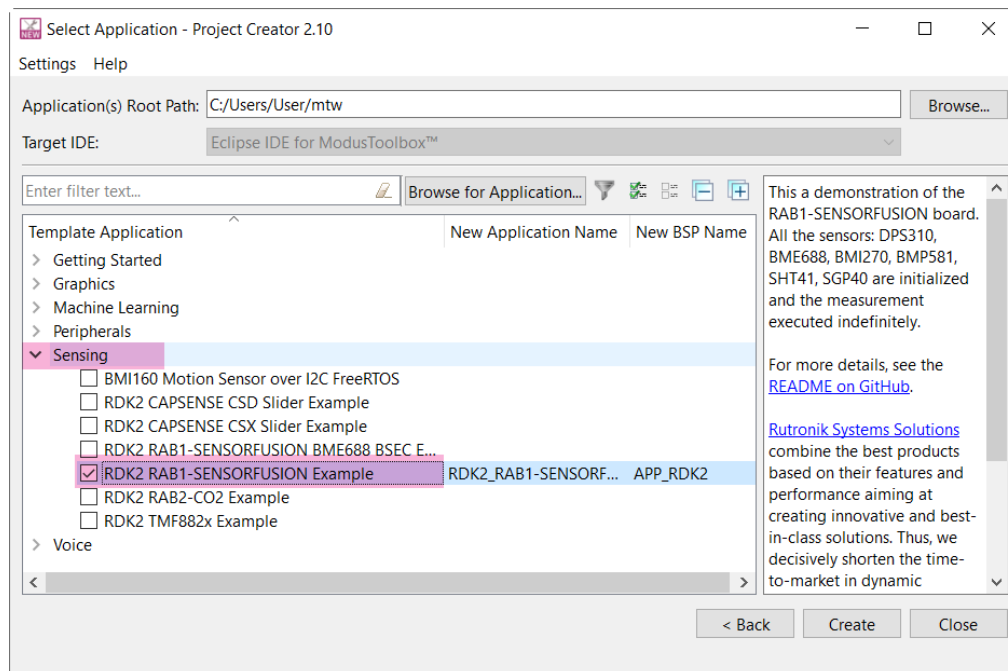 NEW
Select Application - Project Creator 2.10
Settings Help
Application(s) Root Path: C:/Users/User/mtw Browse...
Target IDE: Eclipse IDE for ModusToolbox™
Enter filter text... Browse for Application...
Template Application New Application Name New BSP Name
Getting Started
Graphics
Machine Learning
Peripherals
Sensing
BMI160 Motion Sensor over I2C FreeRTOS
RDK2 CAPSENSE CSD Slider Example
RDK2 CAPSENSE CSX Slider Example
RDK2 RAB1-SENSORFUSION BME688 BSEC E...
RDK2 RAB1-SENSORFUSION Example RDK2_RAB1-SENSORF... APP_RDK2
RDK2 RAB2-CO2 Example
RDK2 TMF882x Example
Voice
This a demonstration of the
RAB1-SENSORFUSION board.
All the sensors: DPS310,
BME688, BMI270, BMP581,
SHT41, SGP40 are initialized
and the measurement
executed indefinitely.
For more details, see the
README on GitHub.
Rutronik Systems Solutions
combine the best products
based on their features and
performance aiming at
creating innovative and best-
in-class solutions. Thus, we
decisively shorten the time-
to-market in dynamic
< Back Create Close